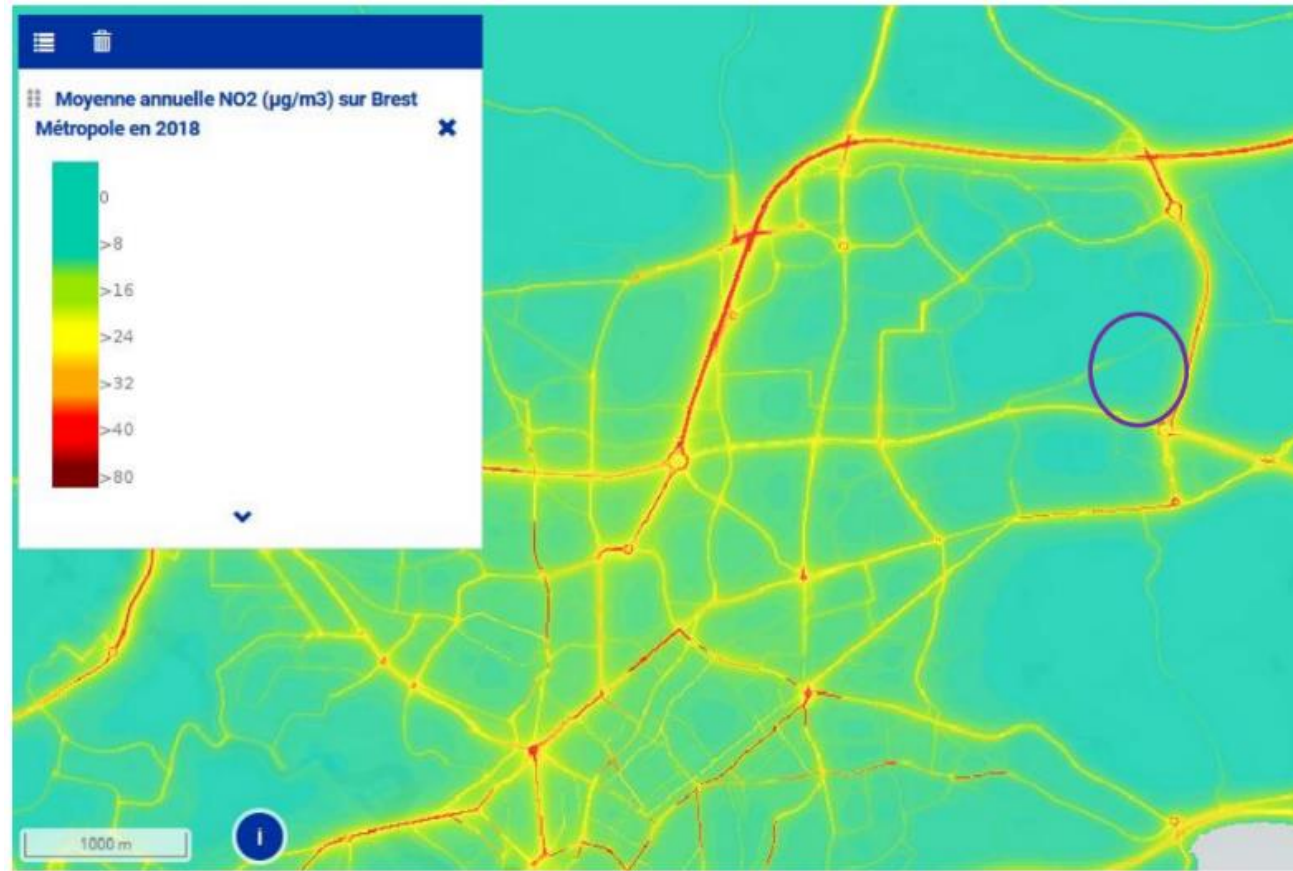 Moyenne annuelle NO2 (µg/m3) sur Brest
Métropole en 2018
0
>8
>16
>24
>32
>40
>80
1000 m
i